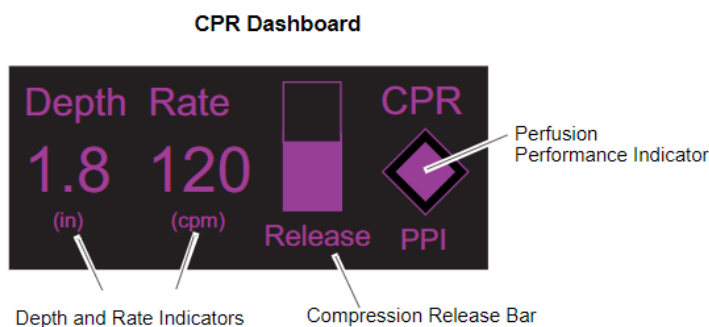 CPR Dashboard
Depth Rate CPR
1.8 120
(in) (cpm)
Release PPI
Perfusion
Performance Indicator
Depth and Rate Indicators
Compression Release Bar